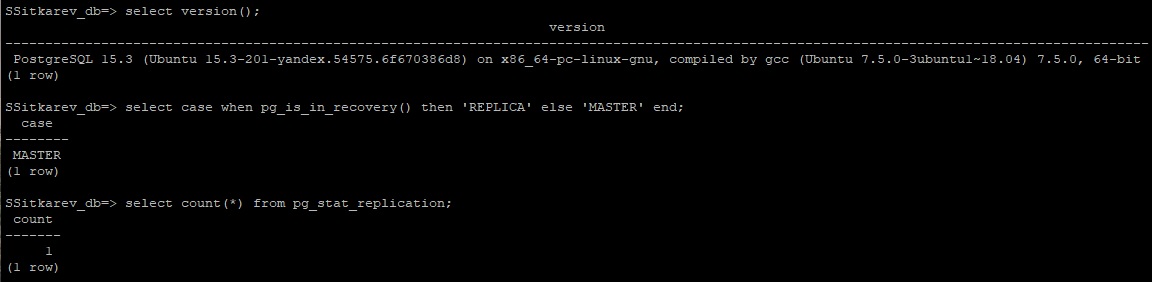 SSitkarev_db=> select version();
version
--------------------------------------------------------------------------------------------------------------------------------------------------
PostgreSQL 15.3 (Ubuntu 15.3-201-yandex.54575.6f670386d8) on x86_64-pc-linux-gnu, compiled by gcc (Ubuntu 7.5.0-3ubuntu1~18.04) 7.5.0, 64-bit
(1 row)
SSitkarev_db=> select case when pg_is_in_recovery() then 'REPLICA' else 'MASTER' end;
case
--------
MASTER
(1 row)
SSitkarev_db=> select count(*) from pg_stat_replication;
count
-------
1
(1 row)